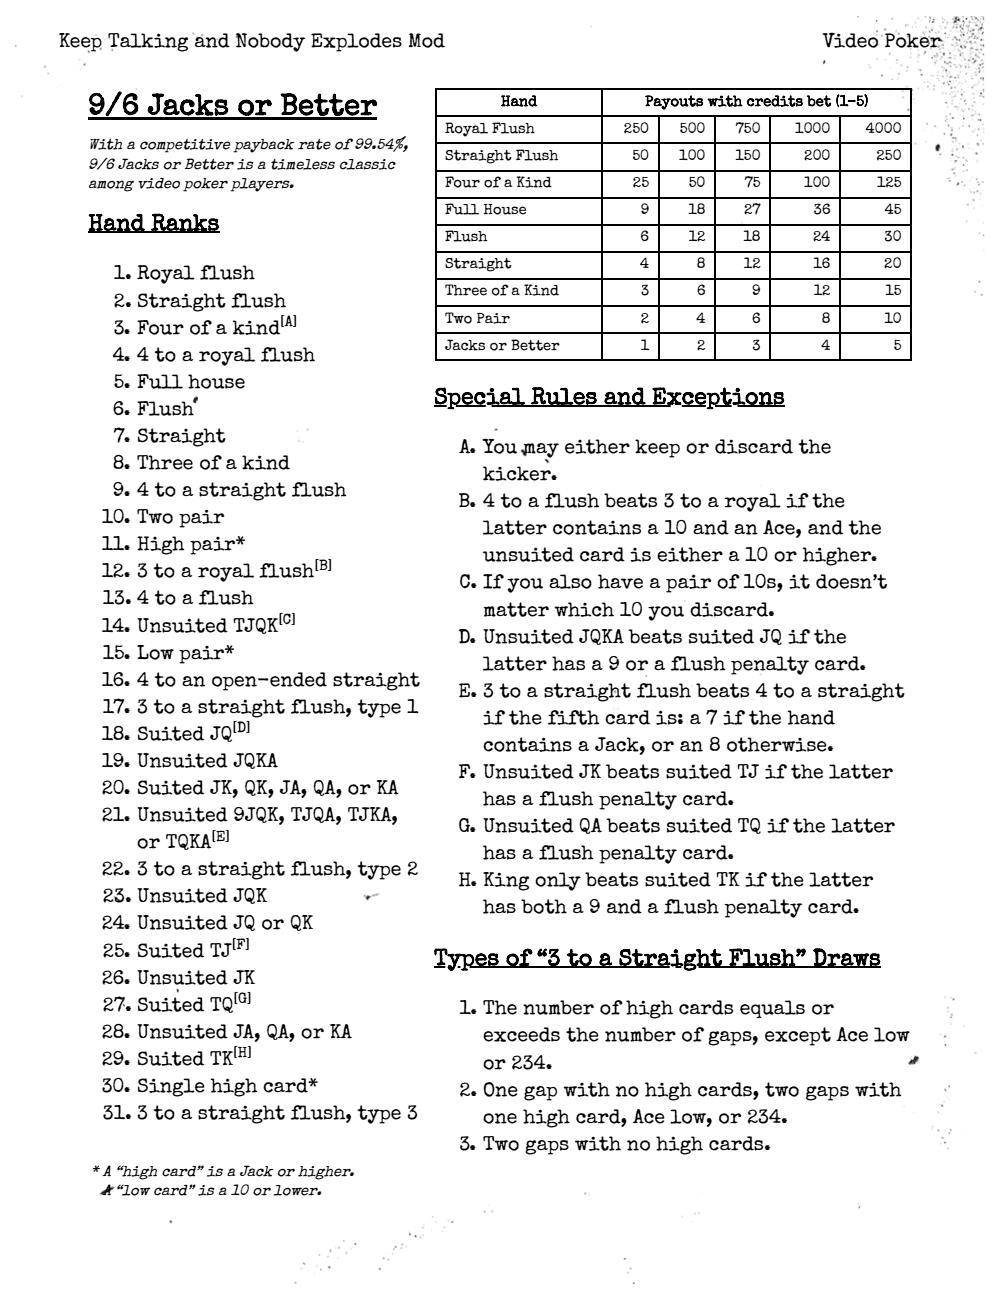 Keep Talking and Nobody Explodes Mod
Video Poker
9/6 Jacks or Better
With a competitive payback rate of 99.54%,
9/6 Jacks or Better is a timeless classic
among video poker players.
Hand Ranks
1. Royal flush
2. Straight flush
3. Four of a kind[A]
4. 4 to a royal flush
5. Full house
6. Flush
7. Straight
8. Three of a kind
9. 4 to a straight flush
10. Two pair
11. High pair*
12. 3 to a royal flush[B]
13. 4 to a flush
14. Unsuited TJQK[C]
15. Low pair*
16. 4 to an open-ended straight
17. 3 to a straight flush, type 1
18. Suited JQ[D]
19. Unsuited JQKA
20. Suited JK, QK, JA, QA, or KA
21. Unsuited 9JQK, TJQA, TJKA,
or TQKA[E]
22. 3 to a straight flush, type 2
23. Unsuited JQK
24. Unsuited JQ or QK
25. Suited TJ[F]
26. Unsuited JK
27. Suited TQ[G]
28. Unsuited JA, QA, or KA
29. Suited TK[H]
30. Single high card*
31. 3 to a straight flush, type 3
* A “high card” is a Jack or higher.
A “low card” is a 10 or lower.
Hand Payouts with credits bet (1-5)
Royal Flush 250 500 750 1000 4000
Straight Flush 50 100 150 200 250
Four of a Kind 25 50 75 100 125
Full House 9 18 27 36 45
Flush 6 12 18 24 30
Straight 4 8 12 16 20
Three of a Kind 3 6 9 12 15
Two Pair 2 4 6 8 10
Jacks or Better 1 2 3 4 5
Special Rules and Exceptions
A. You may either keep or discard the
kicker.
B. 4 to a flush beats 3 to a royal if the
latter contains a 10 and an Ace, and the
unsuited card is either a 10 or higher.
C. If you also have a pair of 10s, it doesn’t
matter which 10 you discard.
D. Unsuited JQKA beats suited JQ if the
latter has a 9 or a flush penalty card.
E. 3 to a straight flush beats 4 to a straight
if the fifth card is: a 7 if the hand
contains a Jack, or an 8 otherwise.
F. Unsuited JK beats suited TJ if the latter
has a flush penalty card.
G. Unsuited QA beats suited TQ if the latter
has a flush penalty card.
H. King only beats suited TK if the latter
has both a 9 and a flush penalty card.
Types of “3 to a Straight Flush” Draws
1. The number of high cards equals or
exceeds the number of gaps, except Ace low
or 234.
2. One gap with no high cards, two gaps with
one high card, Ace low, or 234.
3. Two gaps with no high cards.